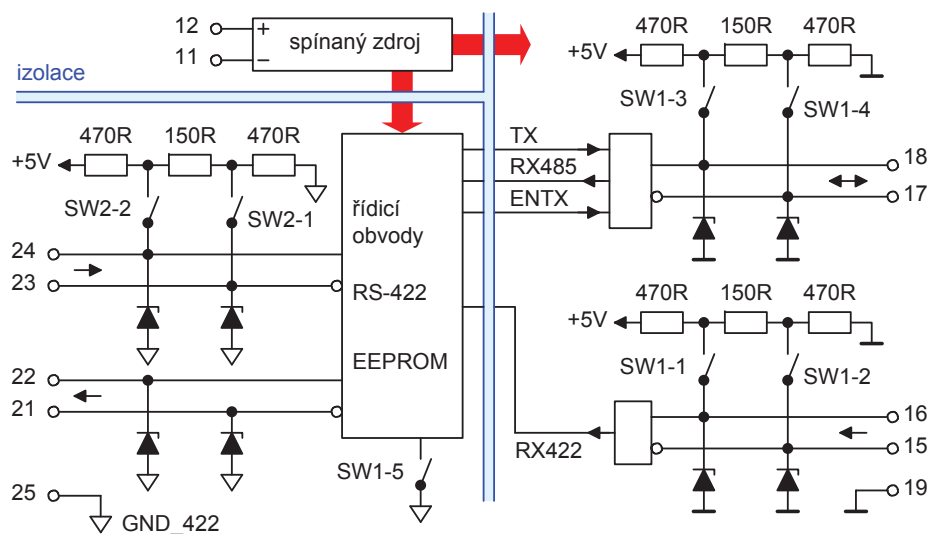 12
+
spínaný zdroj
11
−
izolace
470R 150R 470R
+5V
SW1-3
SW1-4
470R 150R 470R
+5V
SW2-2
SW2-1
TX
RX485
ENTX
18
17
řídicí
obvody
RS-422
EEPROM
24
23
22
21
470R 150R 470R
+5V
SW1-1
SW1-2
RX422
16
15
SW1-5
25
GND_422
19